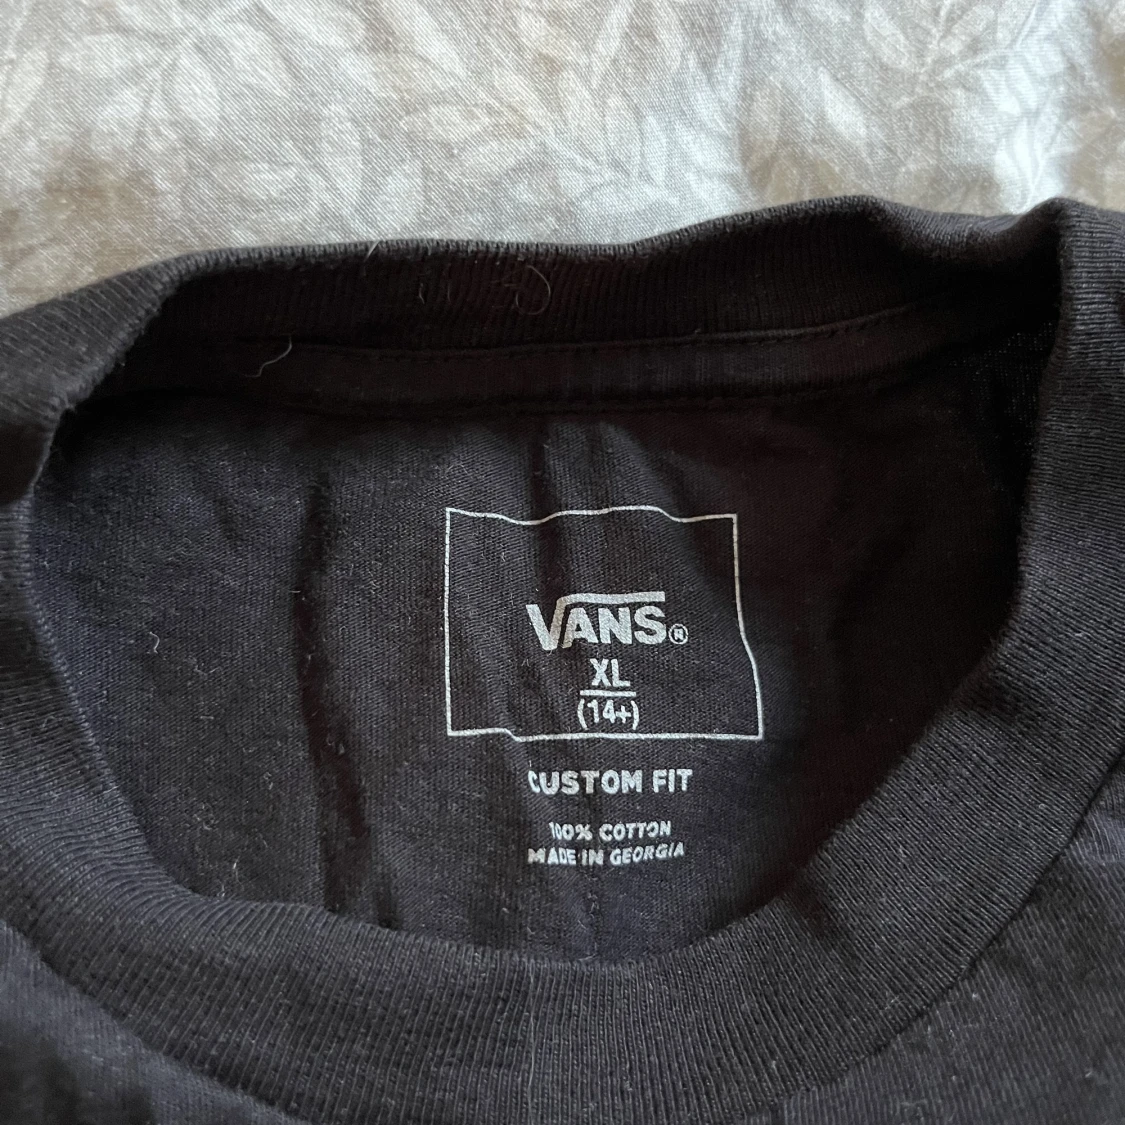 VANS®
XL
(14+)
CUSTOM FIT
100% COTTON
MADE IN GEORGIA